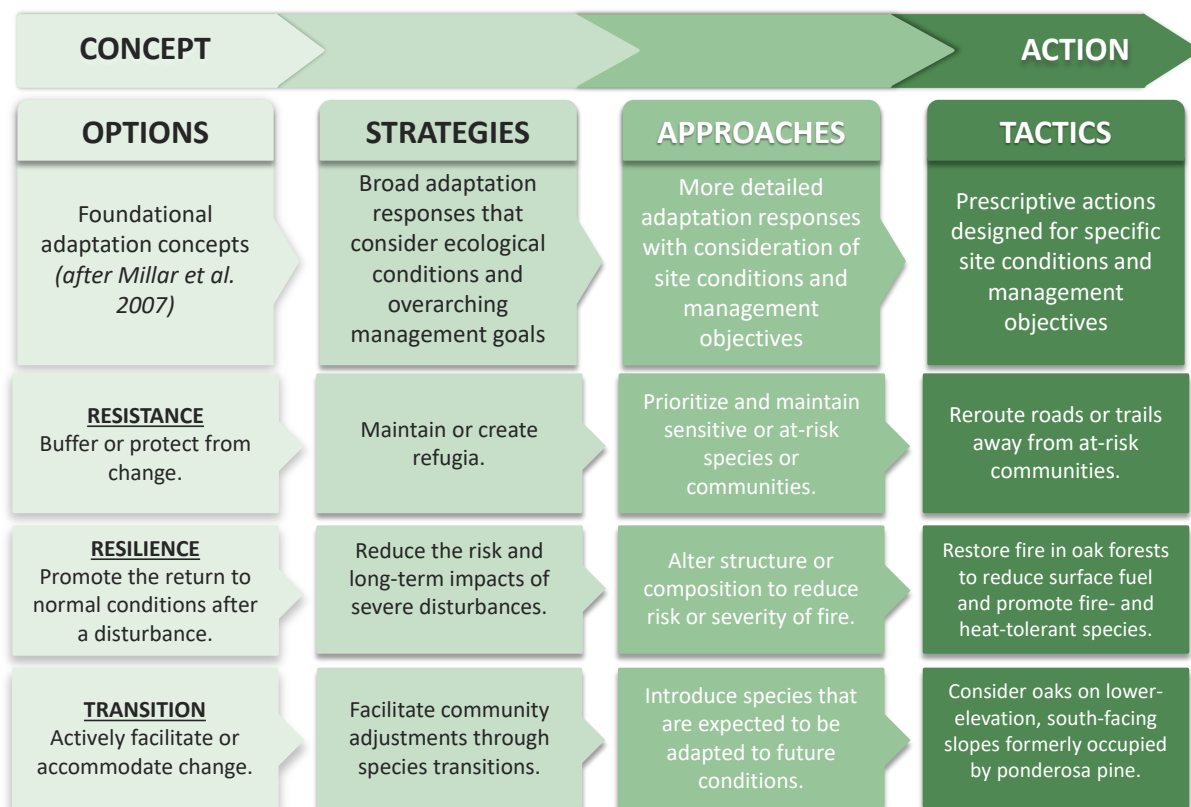 CONCEPT
ACTION
OPTIONS
STRATEGIES
APPROACHES
TACTICS
Foundational
adaptation concepts
(after Millar et al.
2007)
Broad adaptation
responses that
consider ecological
conditions and
overarching
management goals
More detailed
adaptation responses
with consideration of
site conditions and
management
objectives
Prescriptive actions
designed for specific
site conditions and
management
objectives
RESISTANCE
Buffer or protect from
change.
Maintain or create
refugia.
Prioritize and maintain
sensitive or at-risk
species or
communities.
Reroute roads or trails
away from at-risk
communities.
RESILIENCE
Promote the return to
normal conditions after
a disturbance.
Reduce the risk and
long-term impacts of
severe disturbances.
Alter structure or
composition to reduce
risk or severity of fire.
Restore fire in oak forests
to reduce surface fuel
and promote fire- and
heat-tolerant species.
TRANSITION
Actively facilitate or
accommodate change.
Facilitate community
adjustments through
species transitions.
Introduce species that
are expected to be
adapted to future
conditions.
Consider oaks on lower-
elevation, south-facing
slopes formerly occupied
by ponderosa pine.